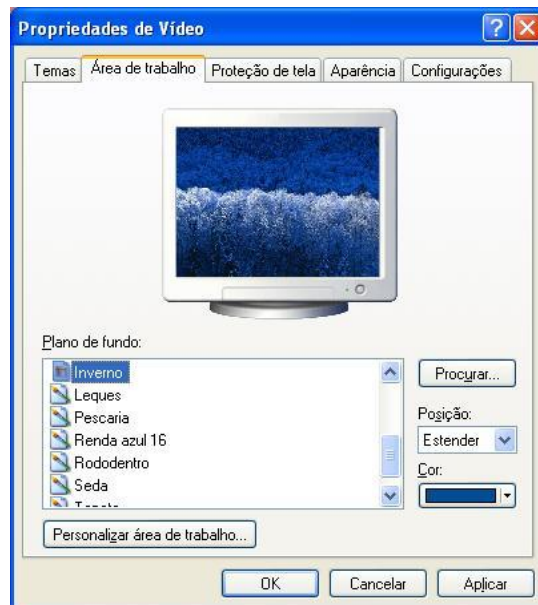 Propriedades de Vídeo
Temas Área de trabalho Proteção de tela Aparência Configurações
Plano de fundo:
Inverno
Leques
Pescaria
Renda azul 16
Rododentro
Seda
Procurar...
Posição:
Estender
Cor:
Personalizar área de trabalho...
OK Cancelar Aplicar